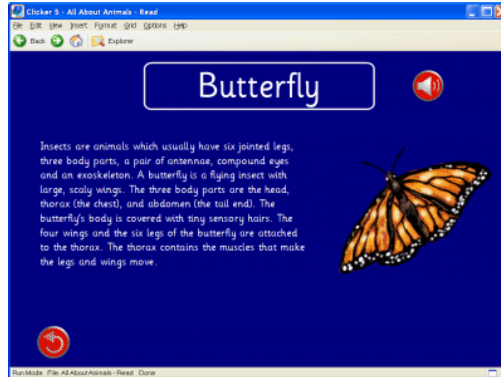 Clicker 5 - All About Animals - Read
File Edit View Insert Format Grid Options Help
Back Explorer
Butterfly
Insects are animals which usually have six jointed legs,
three body parts, a pair of antennae, compound eyes
and an exoskeleton. A butterfly is a flying insect with
large, scaly wings. The three body parts are the head,
thorax (the chest), and abdomen (the tail end). The
butterfly's body is covered with tiny sensory hairs. The
four wings and the six legs of the butterfly are attached
to the thorax. The thorax contains the muscles that make
the legs and wings move.
Run Mode File: All About Animals - Read Done